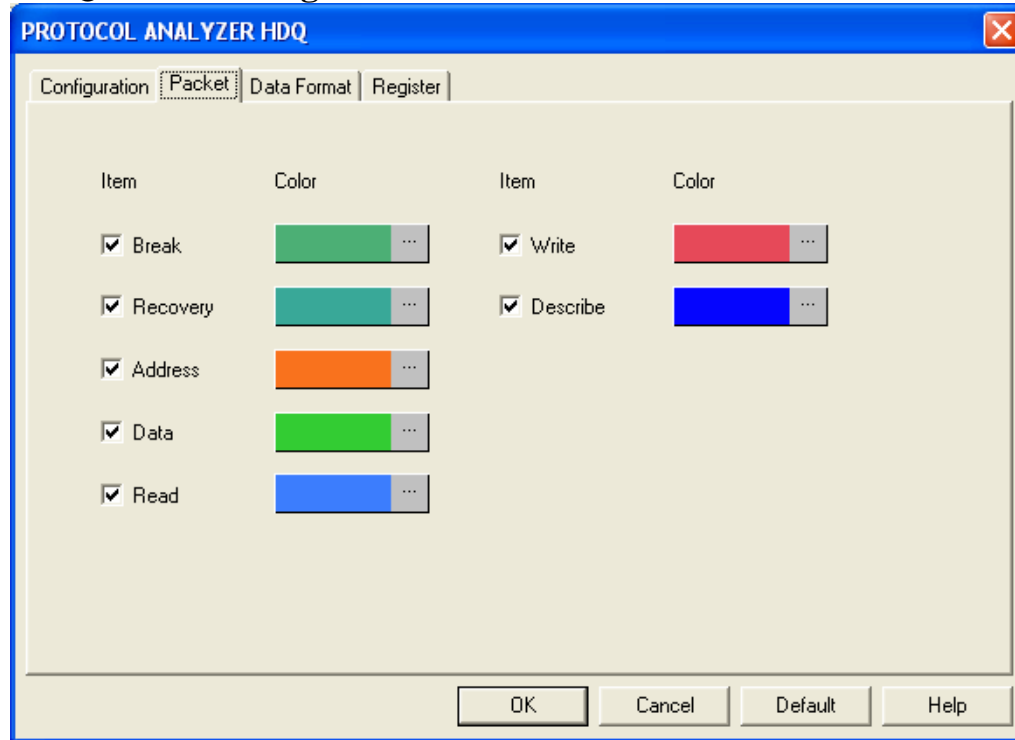 PROTOCOL ANALYZER HDQ
Configuration Packet Data Format Register
Item Color Item Color
Break ... Write ...
Recovery ... Describe ...
Address ...
Data ...
Read ...
OK Cancel Default Help